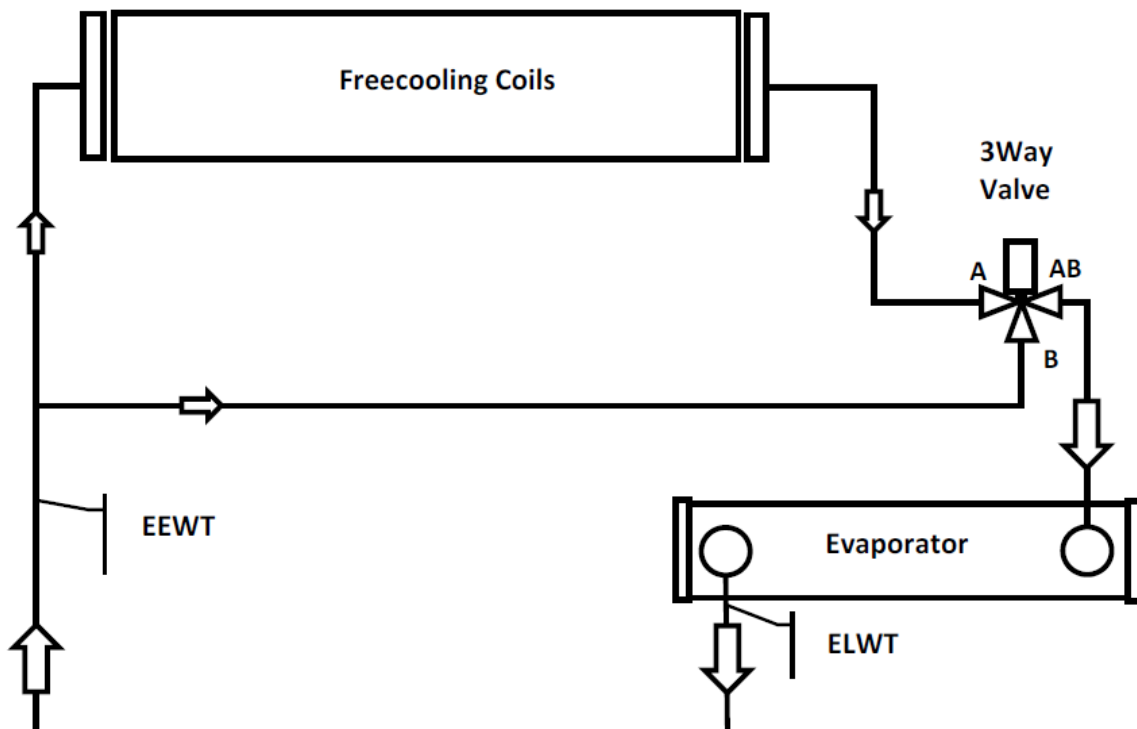 Freecooling Coils
3Way
Valve
A
AB
B
EEWT
Evaporator
ELWT